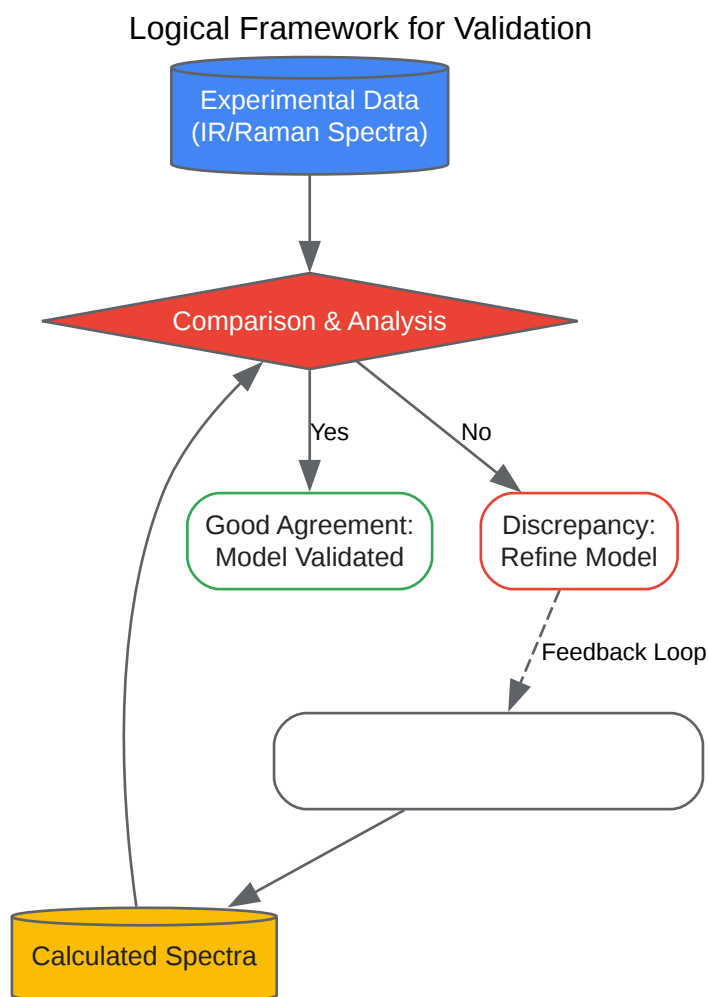 Logical Framework for Validation
Experimental Data
(IR/Raman Spectra)
Comparison & Analysis
Yes
No
Good Agreement:
Model Validated
Discrepancy:
Refine Model
Feedback Loop
Calculated Spectra